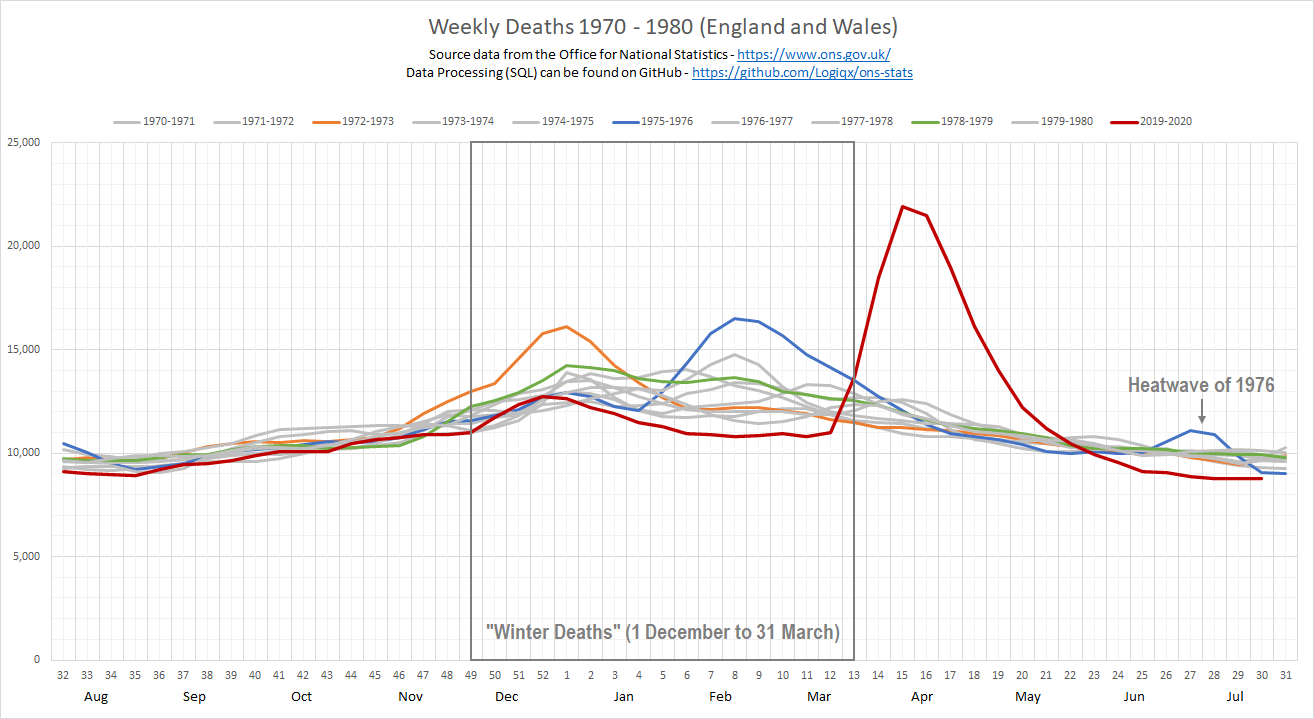 Weekly Deaths 1970 - 1980 (England and Wales)
Source data from the Office for National Statistics - https://www.ons.gov.uk/
Data Processing (SQL) can be found on GitHub - https://github.com/Logiqx/ons-stats
1970-1971 1971-1972 1972-1973 1973-1974 1974-1975 1975-1976 1976-1977 1977-1978 1978-1979 1979-1980 2019-2020
25,000
20,000
15,000
Heatwave of 1976
10,000
5,000
"Winter Deaths" (1 December to 31 March)
0
32 33 34 35 36 37 38 39 40 41 42 43 44 45 46 47 48 49 50 51 52 1 2 3 4 5 6 7 8 9 10 11 12 13 14 15 16 17 18 19 20 21 22 23 24 25 26 27 28 29 30 31
Aug Sep Oct Nov Dec Jan Feb Mar Apr May Jun Jul